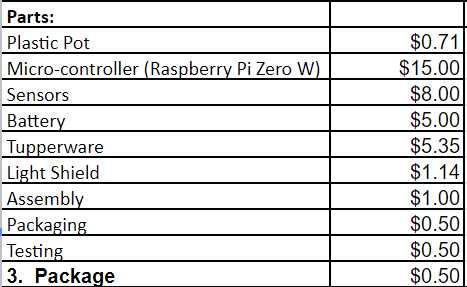 Parts:
Plastic Pot $0.71
Micro-controller (Raspberry Pi Zero W) $15.00
Sensors $8.00
Battery $5.00
Tupperware $5.35
Light Shield $1.14
Assembly $1.00
Packaging $0.50
Testing $0.50
3. Package $0.50